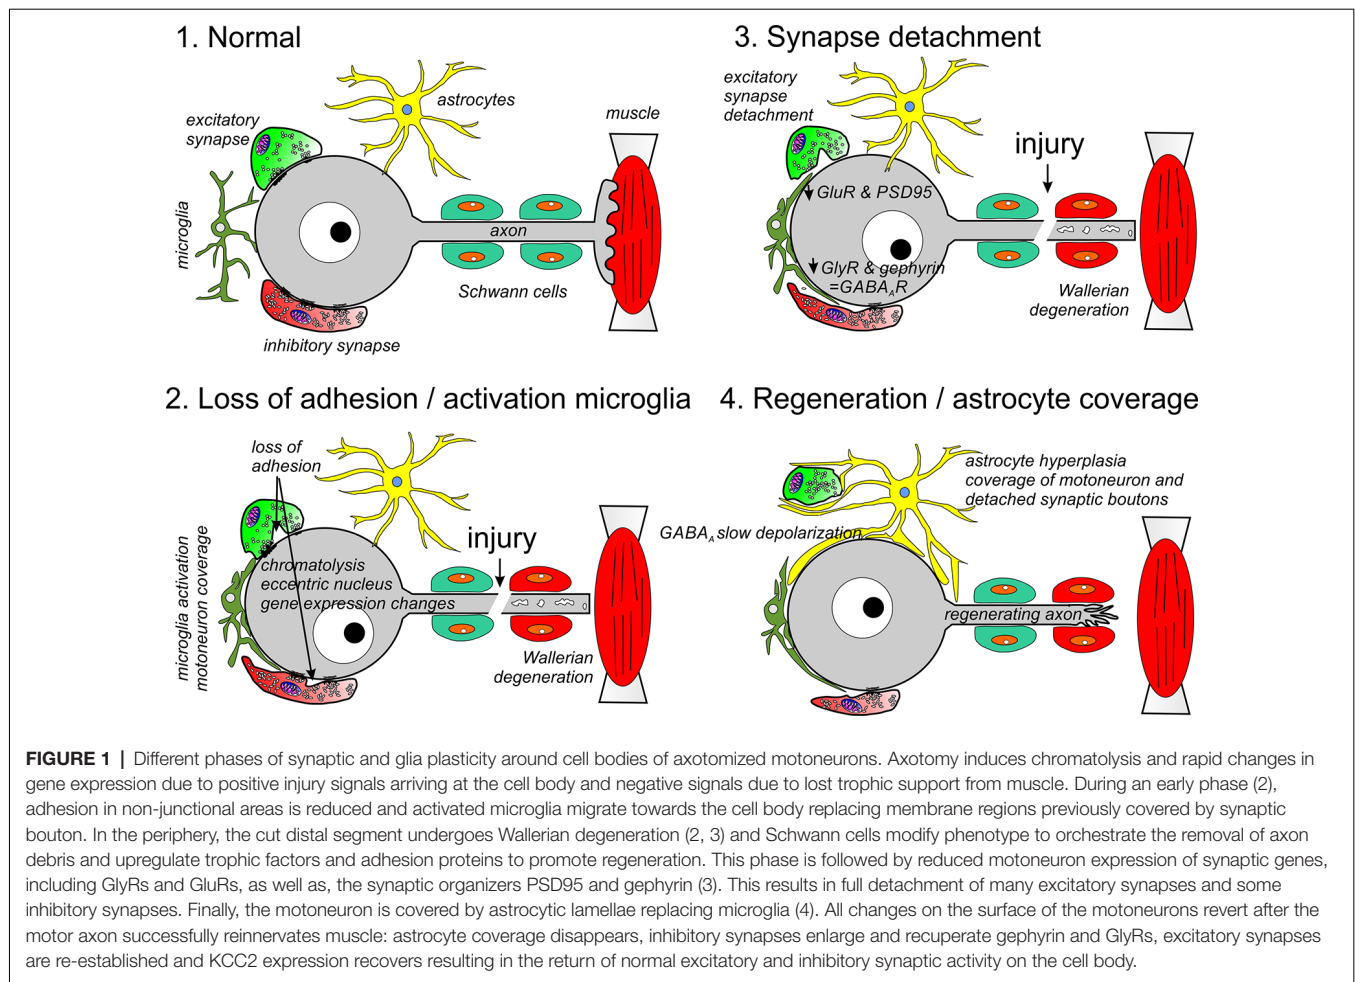 1. Normal
astrocytes
muscle
excitatory
synapse
microglia
axon
Schwann cells
inhibitory synapse
3. Synapse detachment
excitatory
synapse
detachment
injury
GluR & PSD95
GlyR & gephyrin
=GABAAR
Wallerian
degeneration
2. Loss of adhesion / activation microglia
loss of
adhesion
microglia activation
motoneuron coverage
injury
chromatolysis
eccentric nucleus
gene expression changes
Wallerian
degeneration
4. Regeneration / astrocyte coverage
astrocyte hyperplasia
coverage of motoneuron and
detached synaptic boutons
GABAA slow depolarization
regenerating axon
FIGURE 1 | Different phases of synaptic and glia plasticity around cell bodies of axotomized motoneurons. Axotomy induces chromatolysis and rapid changes in
gene expression due to positive injury signals arriving at the cell body and negative signals due to lost trophic support from muscle. During an early phase (2),
adhesion in non-junctional areas is reduced and activated microglia migrate towards the cell body replacing membrane regions previously covered by synaptic
bouton. In the periphery, the cut distal segment undergoes Wallerian degeneration (2, 3) and Schwann cells modify phenotype to orchestrate the removal of axon
debris and upregulate trophic factors and adhesion proteins to promote regeneration. This phase is followed by reduced motoneuron expression of synaptic genes,
including GlyRs and GluRs, as well as, the synaptic organizers PSD95 and gephyrin (3). This results in full detachment of many excitatory synapses and some
inhibitory synapses. Finally, the motoneuron is covered by astrocytic lamellae replacing microglia (4). All changes on the surface of the motoneurons revert after the
motor axon successfully reinnervates muscle: astrocyte coverage disappears, inhibitory synapses enlarge and recuperate gephyrin and GlyRs, excitatory synapses
are re-established and KCC2 expression recovers resulting in the return of normal excitatory and inhibitory synaptic activity on the cell body.